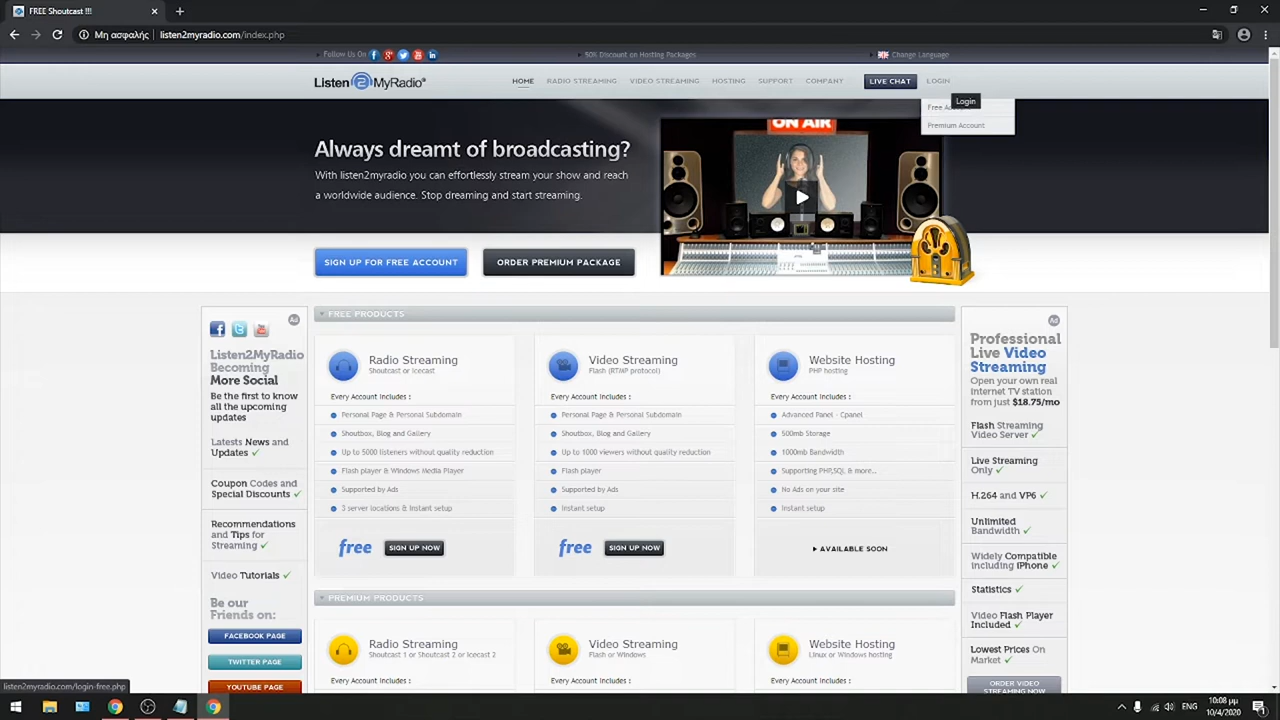 FREE Shoutcast !!!
Μη ασφαλής
listen2myradio.com/index.php
Follow Us On
50% Discount on Hosting Packages
Change Language
Listen2MyRadio
HOME
RADIO STREAMING
VIDEO STREAMING
HOSTING
SUPPORT
COMPANY
LIVE CHAT
LOGIN
Login
Free
Premium Account
Always dreamt of broadcasting?
With listen2myradio you can effortlessly stream your show and reach
a worldwide audience. Stop dreaming and start streaming.
ON AIR
SIGN UP FOR FREE ACCOUNT
ORDER PREMIUM PACKAGE
Ad
Listen2MyRadio
Becoming
More Social
Be the first to know
all the upcoming
updates
Latests News and
Updates ✓
Coupon Codes and
Special Discounts ✓
Recommendations
and Tips for
Streaming ✓
Video Tutorials ✓
Be our
Friends on:
FACEBOOK PAGE
TWITTER PAGE
YOUTUBE PAGE
FREE PRODUCTS
Radio Streaming
Shoutcast or Icecast
Every Account Includes :
Personal Page & Personal Subdomain
Shoutbox, Blog and Gallery
Up to 5000 listeners without quality reduction
Flash player & Windows Media Player
Supported by Ads
3 server locations & Instant setup
free
SIGN UP NOW
Video Streaming
Flash (RTMP protocol)
Every Account Includes :
Personal Page & Personal Subdomain
Shoutbox, Blog and Gallery
Up to 1000 viewers without quality reduction
Flash player
Supported by Ads
Instant setup
free
SIGN UP NOW
Website Hosting
PHP hosting
Every Account Includes :
Advanced Panel - Cpanel
500mb Storage
1000mb Bandwidth
Supporting PHP,SQL & more...
No Ads on your site
Instant setup
AVAILABLE SOON
PREMIUM PRODUCTS
Radio Streaming
Shoutcast 1 or Shoutcast 2 or Icecast 2
Every Account Includes :
Video Streaming
Flash or Windows
Every Account Includes :
Website Hosting
Linux or Windows hosting
Every Account Includes :
Ad
Professional
Live Video
Streaming
Open your own real
internet TV station
from just $18.75/mo
Flash Streaming
Video Server ✓
Live Streaming
Only ✓
H.264 and VP6 ✓
Unlimited
Bandwidth ✓
Widely Compatible
including iPhone ✓
Statistics ✓
Video Flash Player
Included ✓
Lowest Prices On
Market ✓
ORDER VIDEO
STREAMING NOW
listen2myradio.com/login-free.php
ENG
10:08 μμ
10/4/2020